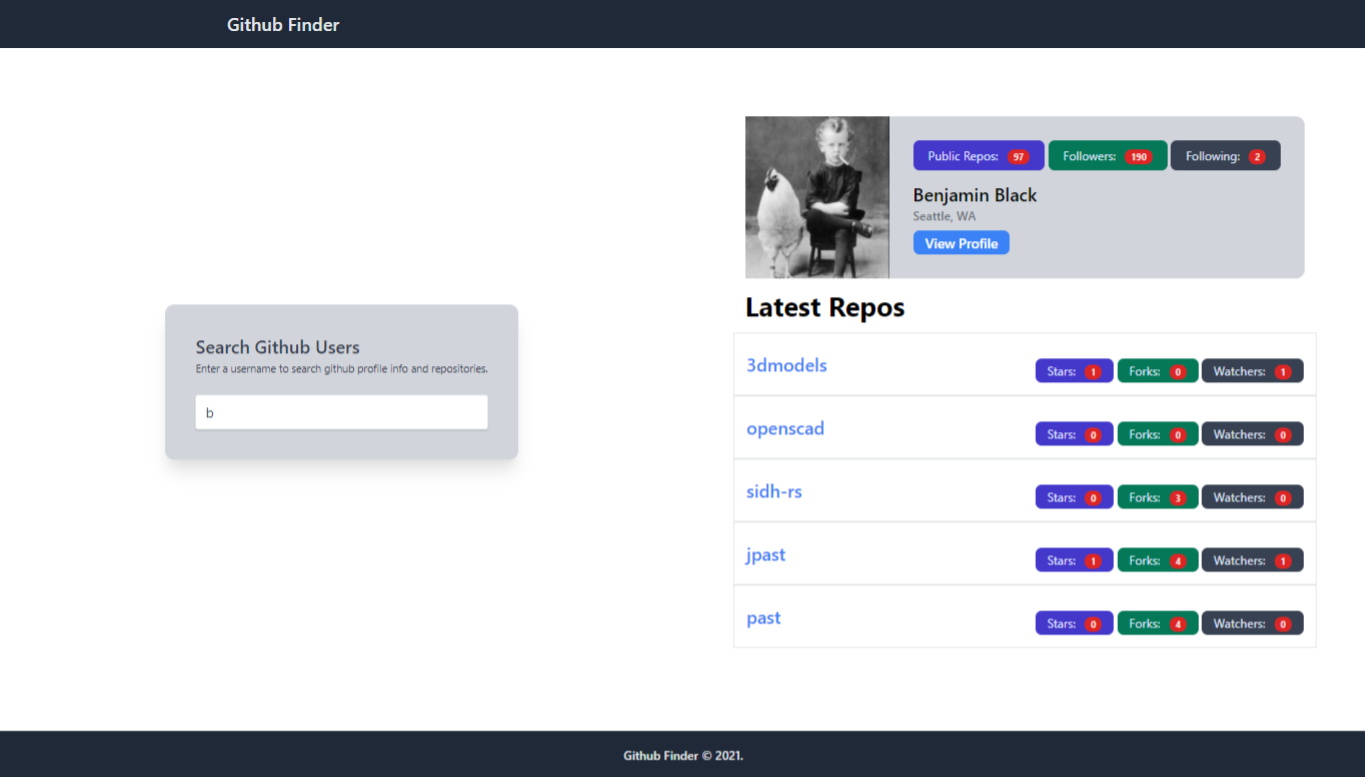 Github Finder
Search Github Users
Enter a username to search github profile info and repositories.
b
Public Repos: 97 Followers: 190 Following: 2
Benjamin Black
Seattle, WA
View Profile
Latest Repos
3dmodels Stars: 1 Forks: 0 Watchers: 1
openscad Stars: 0 Forks: 0 Watchers: 0
sidh-rs Stars: 0 Forks: 3 Watchers: 0
jpast Stars: 1 Forks: 4 Watchers: 1
past Stars: 0 Forks: 4 Watchers: 0
Github Finder © 2021.